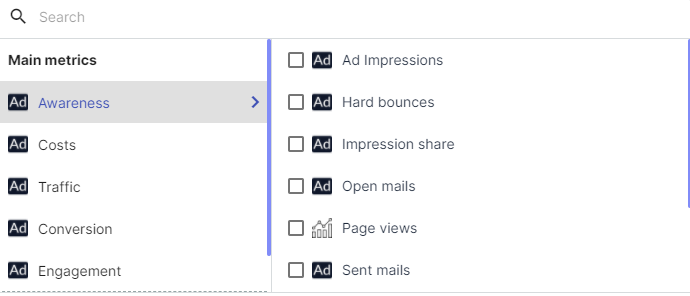 Search
Main metrics
Ad Awareness
Ad Costs
Ad Traffic
Ad Conversion
Ad Engagement
Ad Ad Impressions
Ad Hard bounces
Ad Impression share
Ad Open mails
Page views
Ad Sent mails